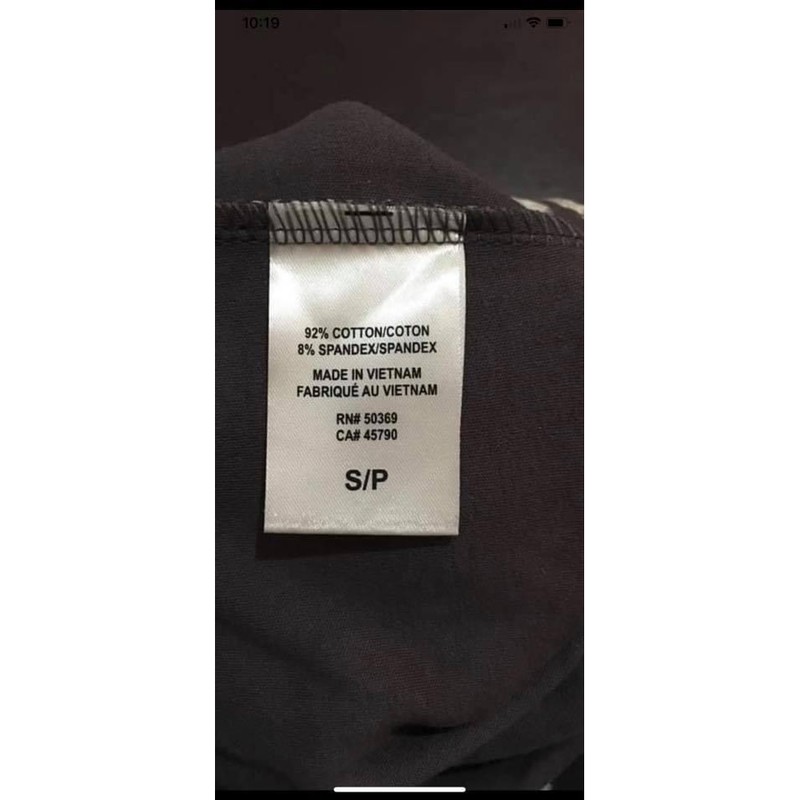 10:19
92% COTTON/COTON
8% SPANDEX/SPANDEX
MADE IN VIETNAM
FABRIQUÉ AU VIETNAM
RN# 50369
CA# 45790
S/P